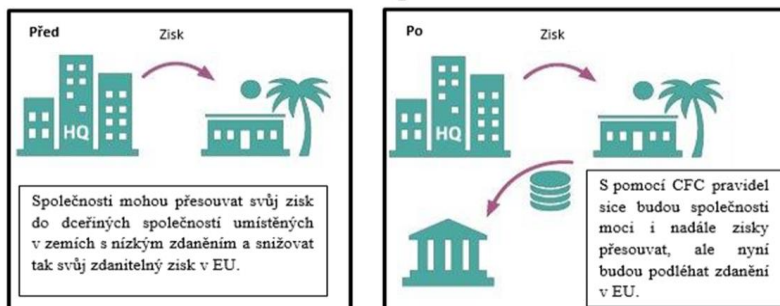 Před
Zisk
HQ
Společnosti mohou přesouvat svůj zisk
do dceřiných společností umístěných
v zemích s nízkým zdaněním a snižovat
tak svůj zdanitelný zisk v EU.
Po
Zisk
HQ
S pomocí CFC pravidel
sice budou společnosti
moci i nadále zisky
přesouvat, ale nyní
budou podléhat zdanění
v EU.